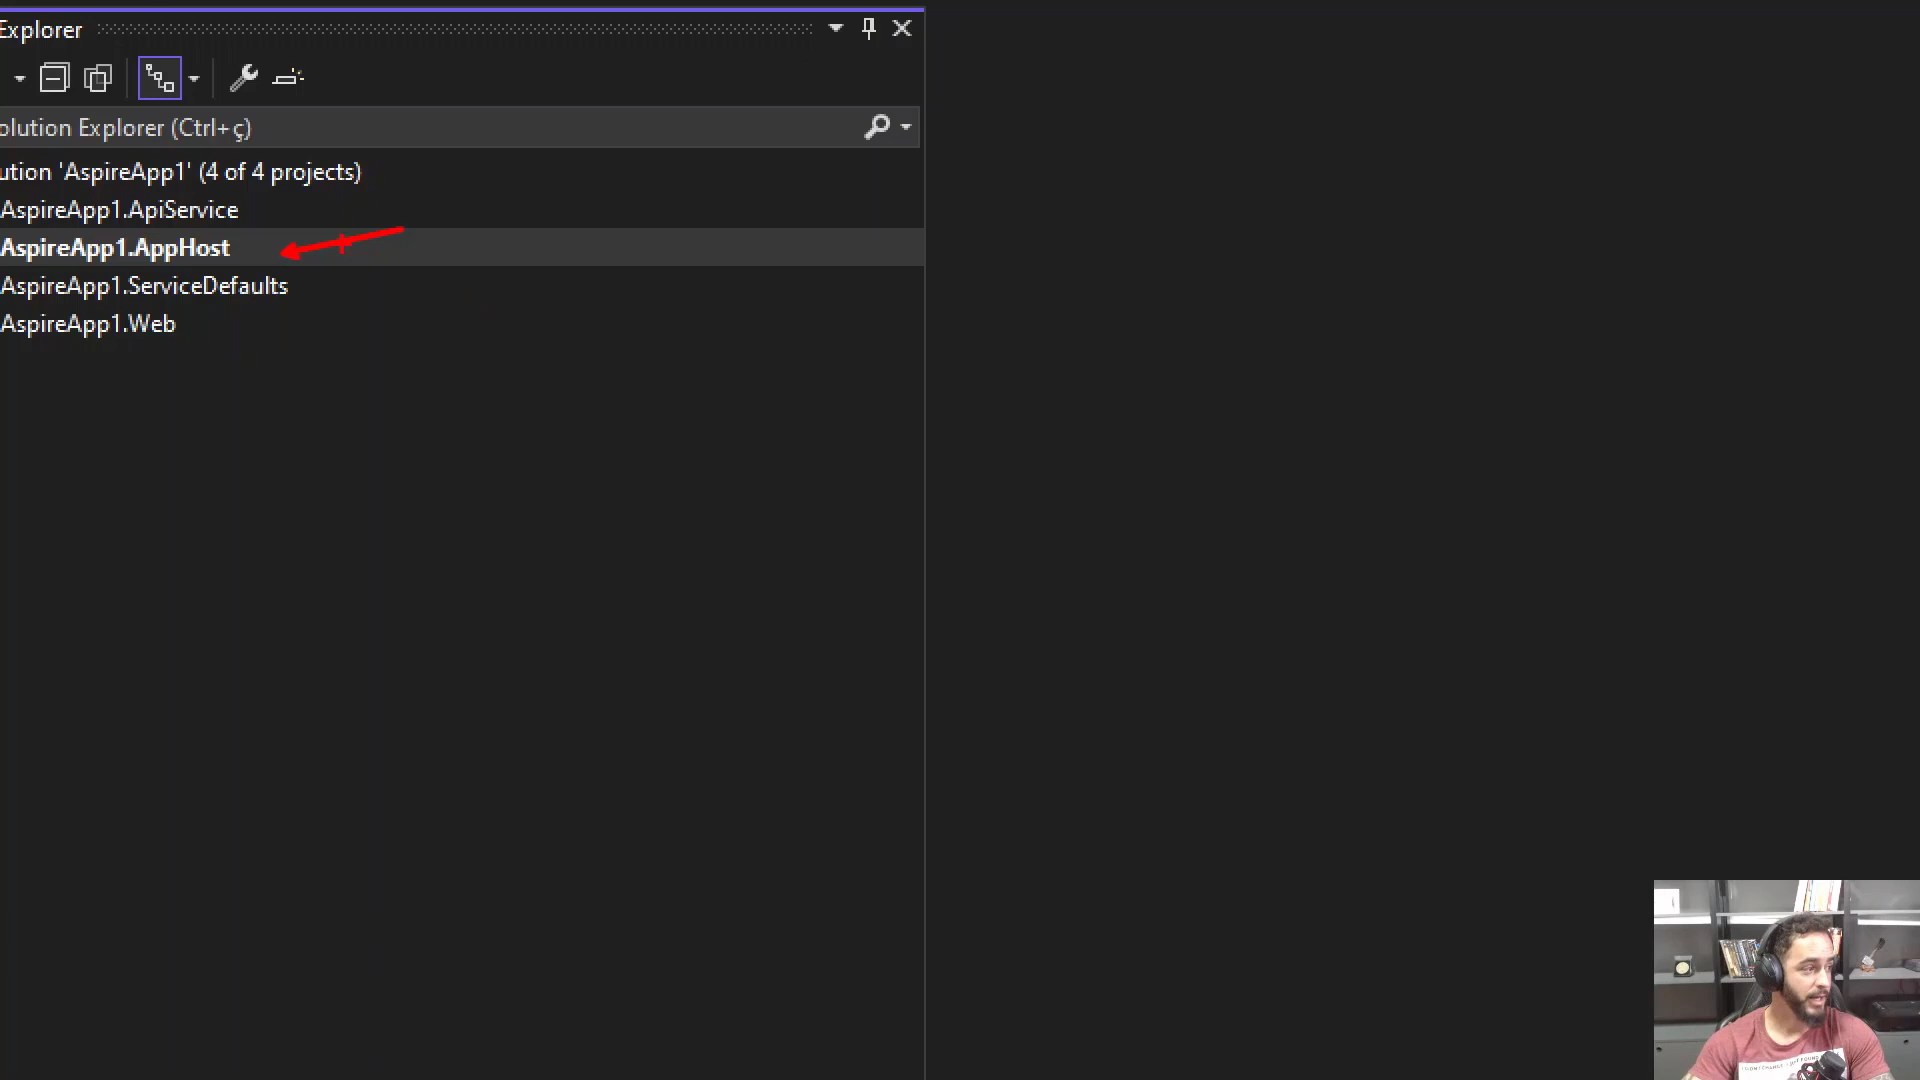 Explorer
olution Explorer (Ctrl+ç)
ution 'AspireApp1' (4 of 4 projects)
AspireApp1.ApiService
AspireApp1.AppHost
AspireApp1.ServiceDefaults
AspireApp1.Web